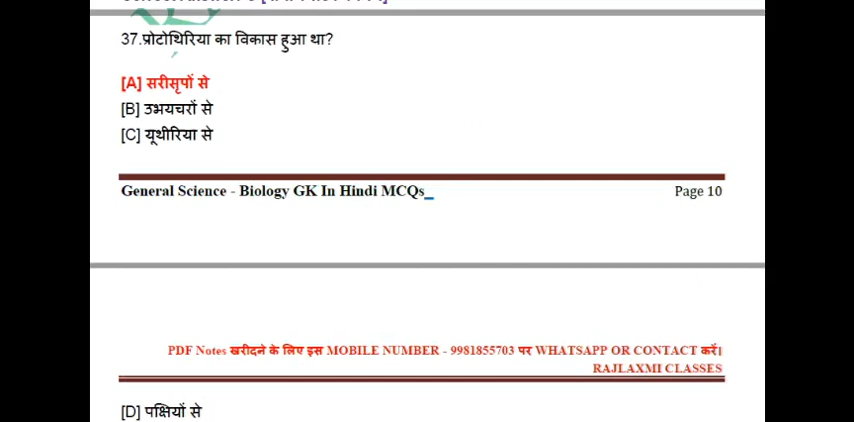 37.प्रोटोथिरिया का विकास हुआ था?
[A] सरीसृपों से
[B] उभयचरों से
[C] यूथीरिया से
General Science - Biology GK In Hindi MCQs_ Page 10
PDF Notes खरीदने के लिए इस MOBILE NUMBER - 9981855703 पर WHATSAPP OR CONTACT करें।
RAJLAXMI CLASSES
[D] पक्षियों से